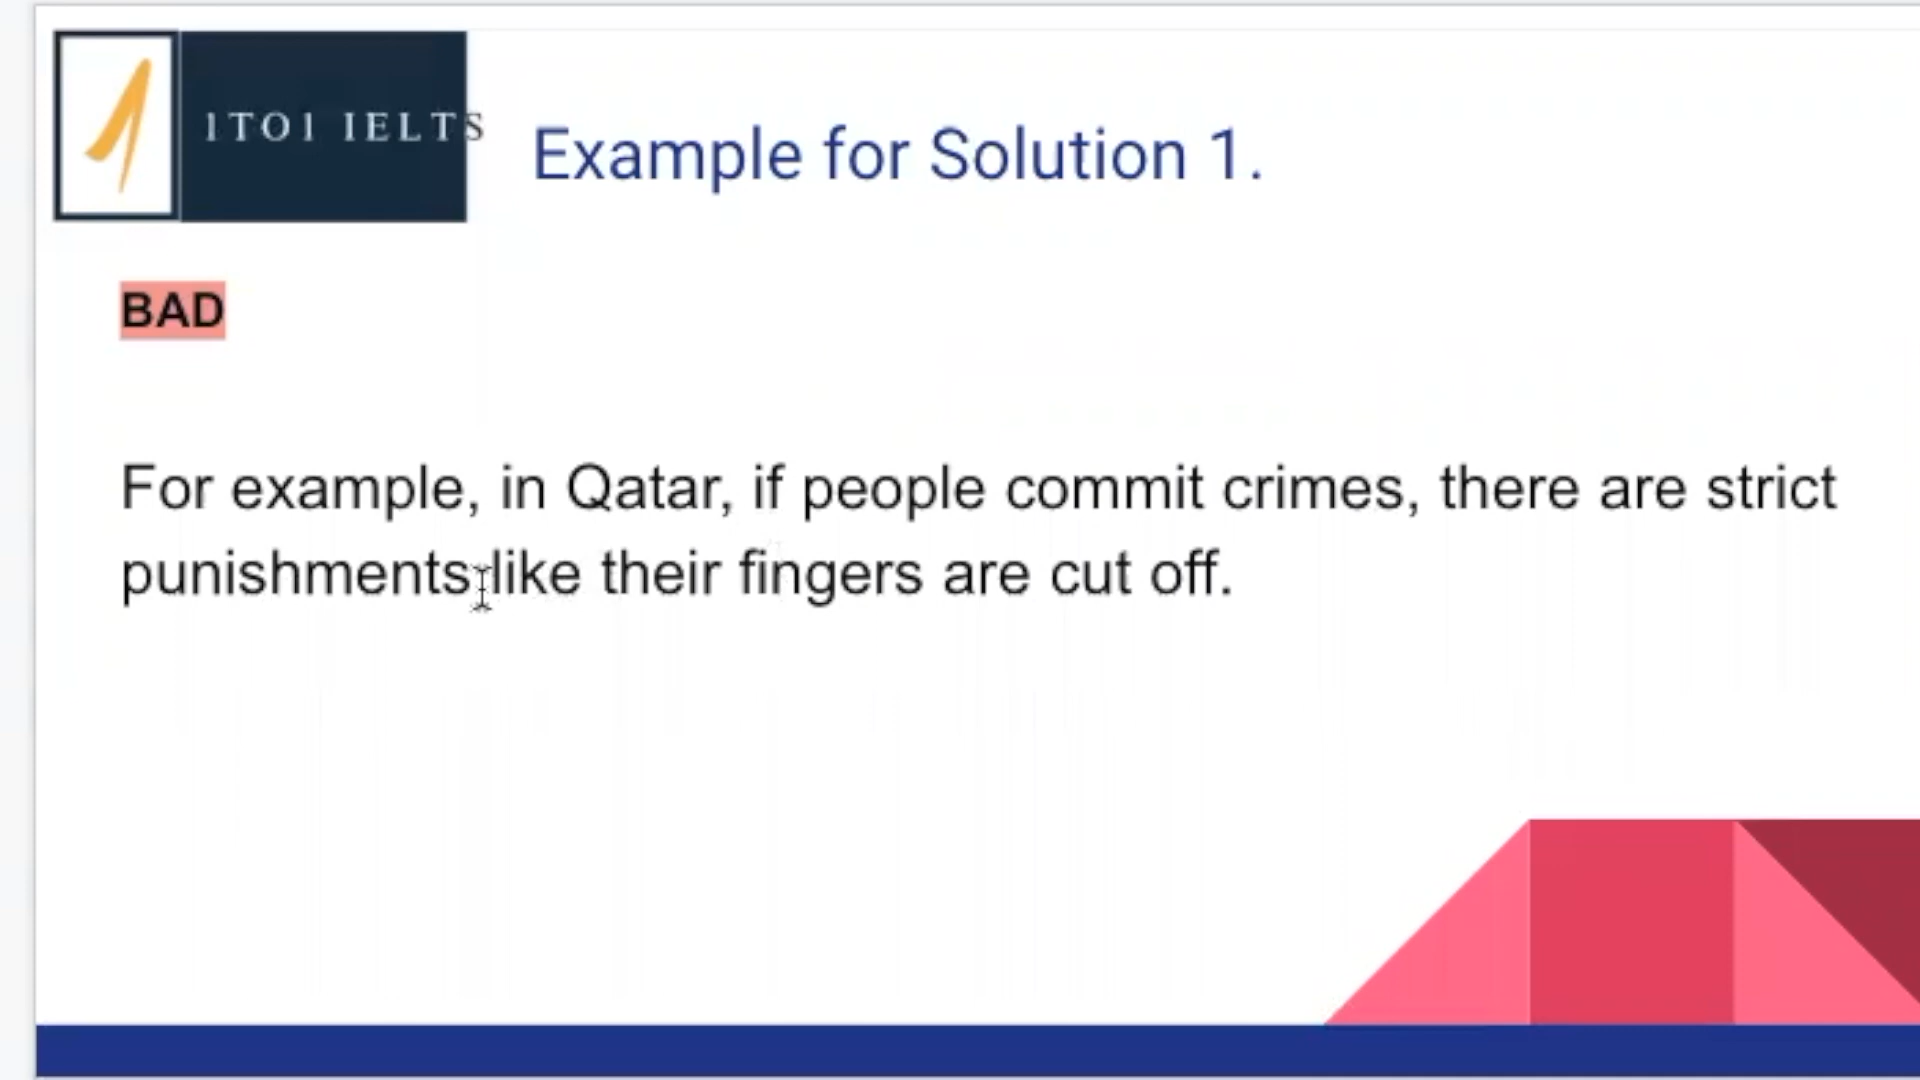 1TO1 IELTS
Example for Solution 1.
BAD
For example, in Qatar, if people commit crimes, there are strict
punishments like their fingers are cut off.